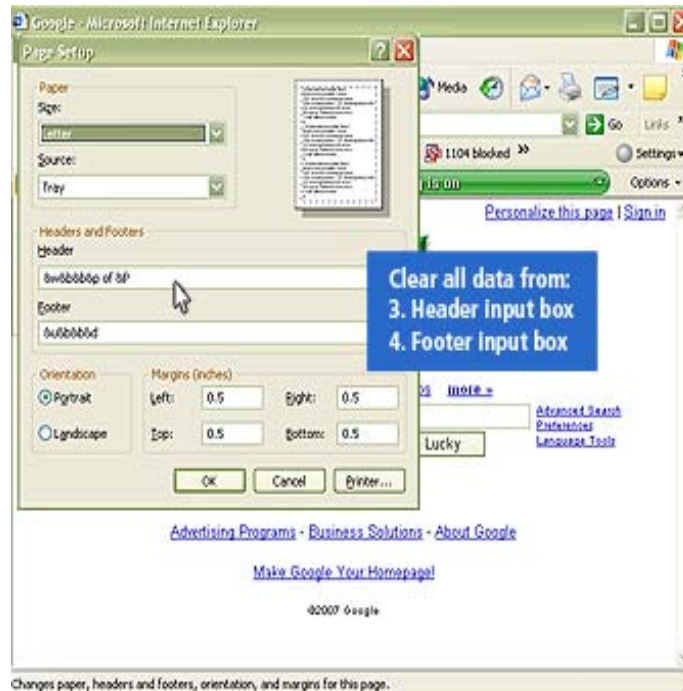 Google - Microsoft Internet Explorer
Page Setup
Paper
Size:
Letter
Source:
Tray
Headers and Footers
Header
&w&b&b&p of &P
Footer
&u&b&b&d
Orientation
Portrait
Landscape
Margins (inches)
Left: 0.5 Right: 0.5
Top: 0.5 Bottom: 0.5
OK Cancel Printer...
Media
Go Links »
1104 blocked » Settings
is on Options
Personalize this page | Sign in
Clear all data from:
3. Header input box
4. Footer input box
more »
Advanced Search
Preferences
Language Tools
Lucky
Advertising Programs - Business Solutions - About Google
Make Google Your Homepage!
©2007 Google
Changes paper, headers and footers, orientation, and margins for this page.